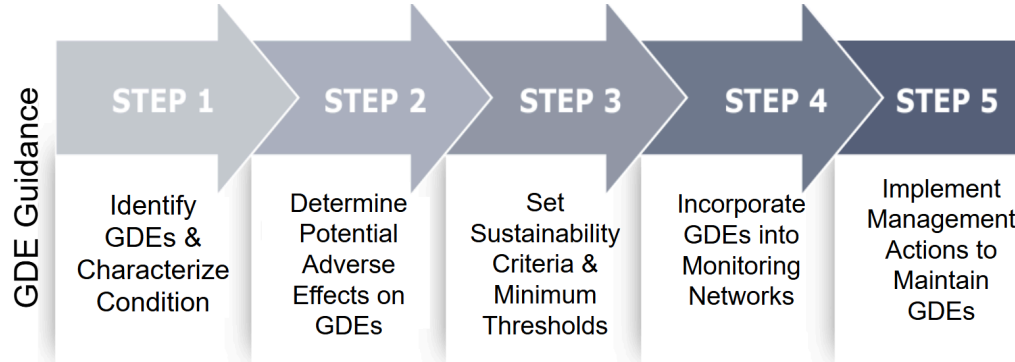 GDE Guidance
STEP 1
Identify
GDEs &
Characterize
Condition
STEP 2
Determine
Potential
Adverse
Effects on
GDEs
STEP 3
Set
Sustainability
Criteria &
Minimum
Thresholds
STEP 4
Incorporate
GDEs into
Monitoring
Networks
STEP 5
Implement
Management
Actions to
Maintain
GDEs